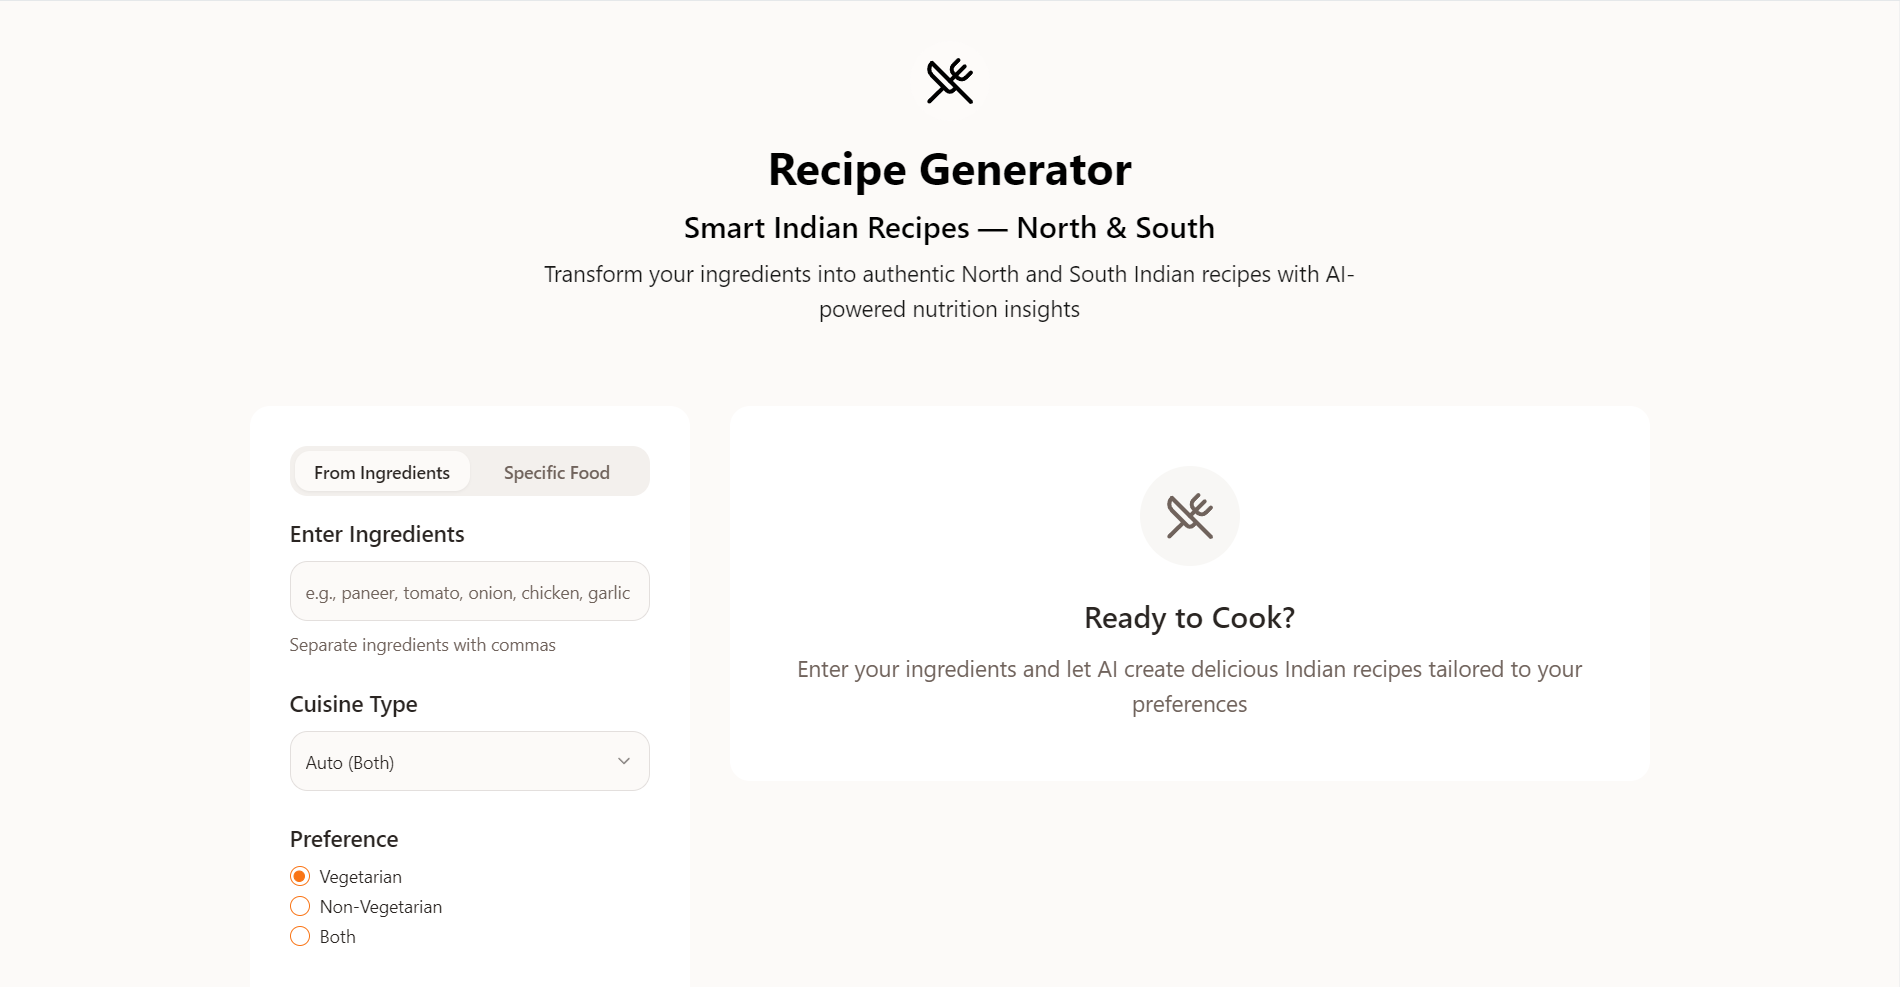 Recipe Generator
Smart Indian Recipes — North & South
Transform your ingredients into authentic North and South Indian recipes with AI-
powered nutrition insights
From Ingredients
Specific Food
Enter Ingredients
e.g., paneer, tomato, onion, chicken, garlic
Separate ingredients with commas
Cuisine Type
Auto (Both)
Preference
Vegetarian
Non-Vegetarian
Both
Ready to Cook?
Enter your ingredients and let AI create delicious Indian recipes tailored to your
preferences